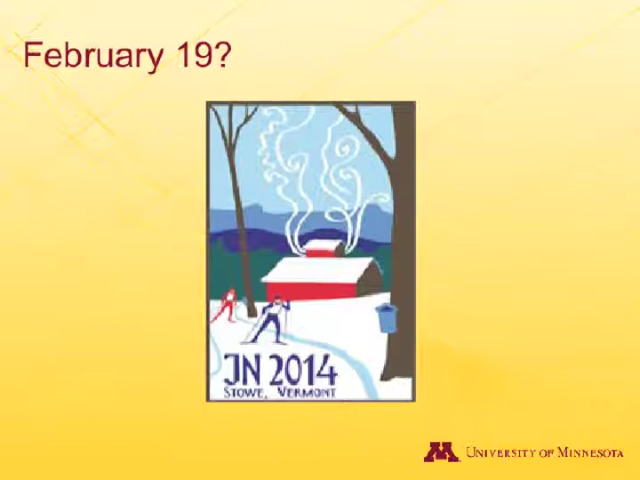 February 19?
JN 2014
STOWE, VERMONT
M
UNIVERSITY OF MINNESOTA